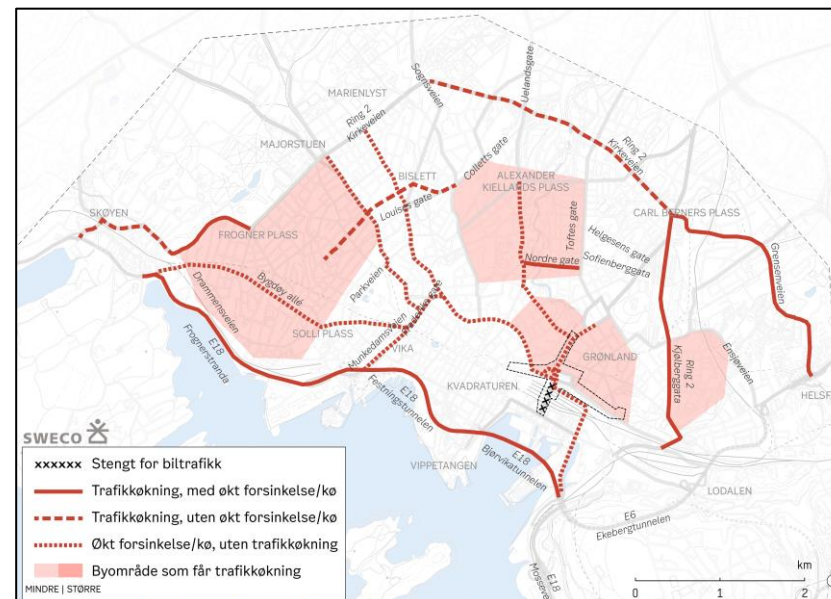 Sognsveien
Uelandsgate
MARIENLYST
Ring 2
Kirkeveien
MAJORSTUEN
Ring 2
Kirkeveien
BISLETT
Colletts gate
ALEXANDER
KIELLANDS PLASS
Louises gate
SKØYEN
CARL BERNERS PLASS
FROGNER PLASS
Toftes gate
Helgesens gate
Sofienberggata
Nordre gate
Grenseveien
Parkveien
Bygdøy allé
Drammensveien
SOLLI PLASS
Munkedamsveien
VIKA
GRØNLAND
Ring 2
Kjølberggata
Ensjøveien
E18
Frognerstranda
KVADRATUREN
HELSF
E18
Festningstunnelen
SWECO
VIPPETANGEN
E18
Bjørvikatunnelen
LODALEN
E6
Ekebergtunnelen
E18
Mosseve
xxxxxx Stengt for biltrafikk
Trafikkøkning, med økt forsinkelse/kø
Trafikkøkning, uten økt forsinkelse/kø
Økt forsinkelse/kø, uten trafikkøkning
Byområde som får trafikkøkning
MINDRE | STØRRE
km
0 1 2